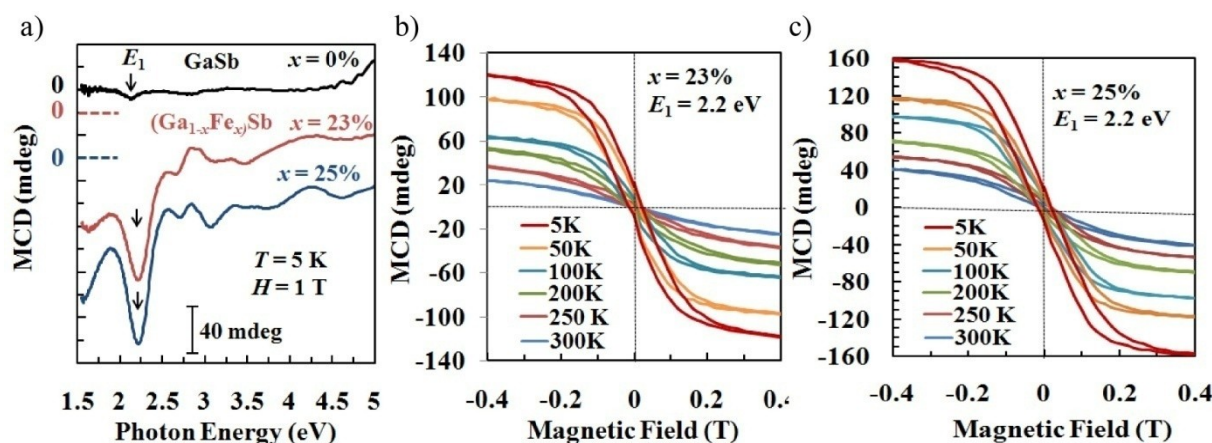 a)
E₁ GaSb x = 0%
0
0
(Ga₁₋ₓFeₓ)Sb x = 23%
0
x = 25%
T = 5 K
H = 1 T
40 mdeg
MCD (mdeg)
1.5 2 2.5 3 3.5 4 4.5 5
Photon Energy (eV)
b)
140
100
60
20
-20
-60
-100
-140
MCD (mdeg)
x = 23%
E₁ = 2.2 eV
5K
50K
100K
200K
250 K
300K
-0.4 -0.2 0 0.2 0.4
Magnetic Field (T)
c)
160
120
80
40
0
-40
-80
-120
-160
MCD (mdeg)
x = 25%
E₁ = 2.2 eV
5K
50K
100K
200K
250 K
300K
-0.4 -0.2 0 0.2 0.4
Magnetic Field (T)